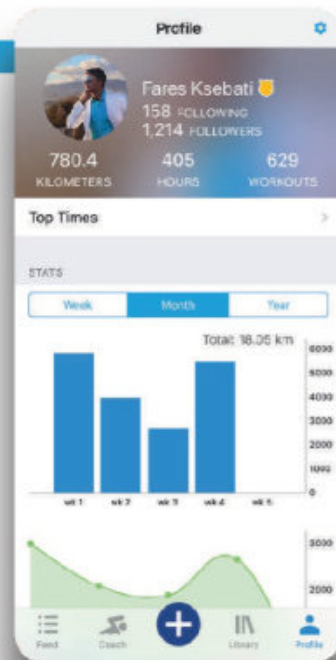 Profile
Fares Ksebati
158 FOLLOWING
1,214 FOLLOWERS
780.4 405 629
KILOMETERS HOURS WORKOUTS
Top Times
STATS
Week Month Year
Total: 18.05 km
6000
5000
4000
3000
2000
1000
0
wk 1 wk 2 wk 3 wk 4 wk 5
3000
2000
Feed Coach Library Profile